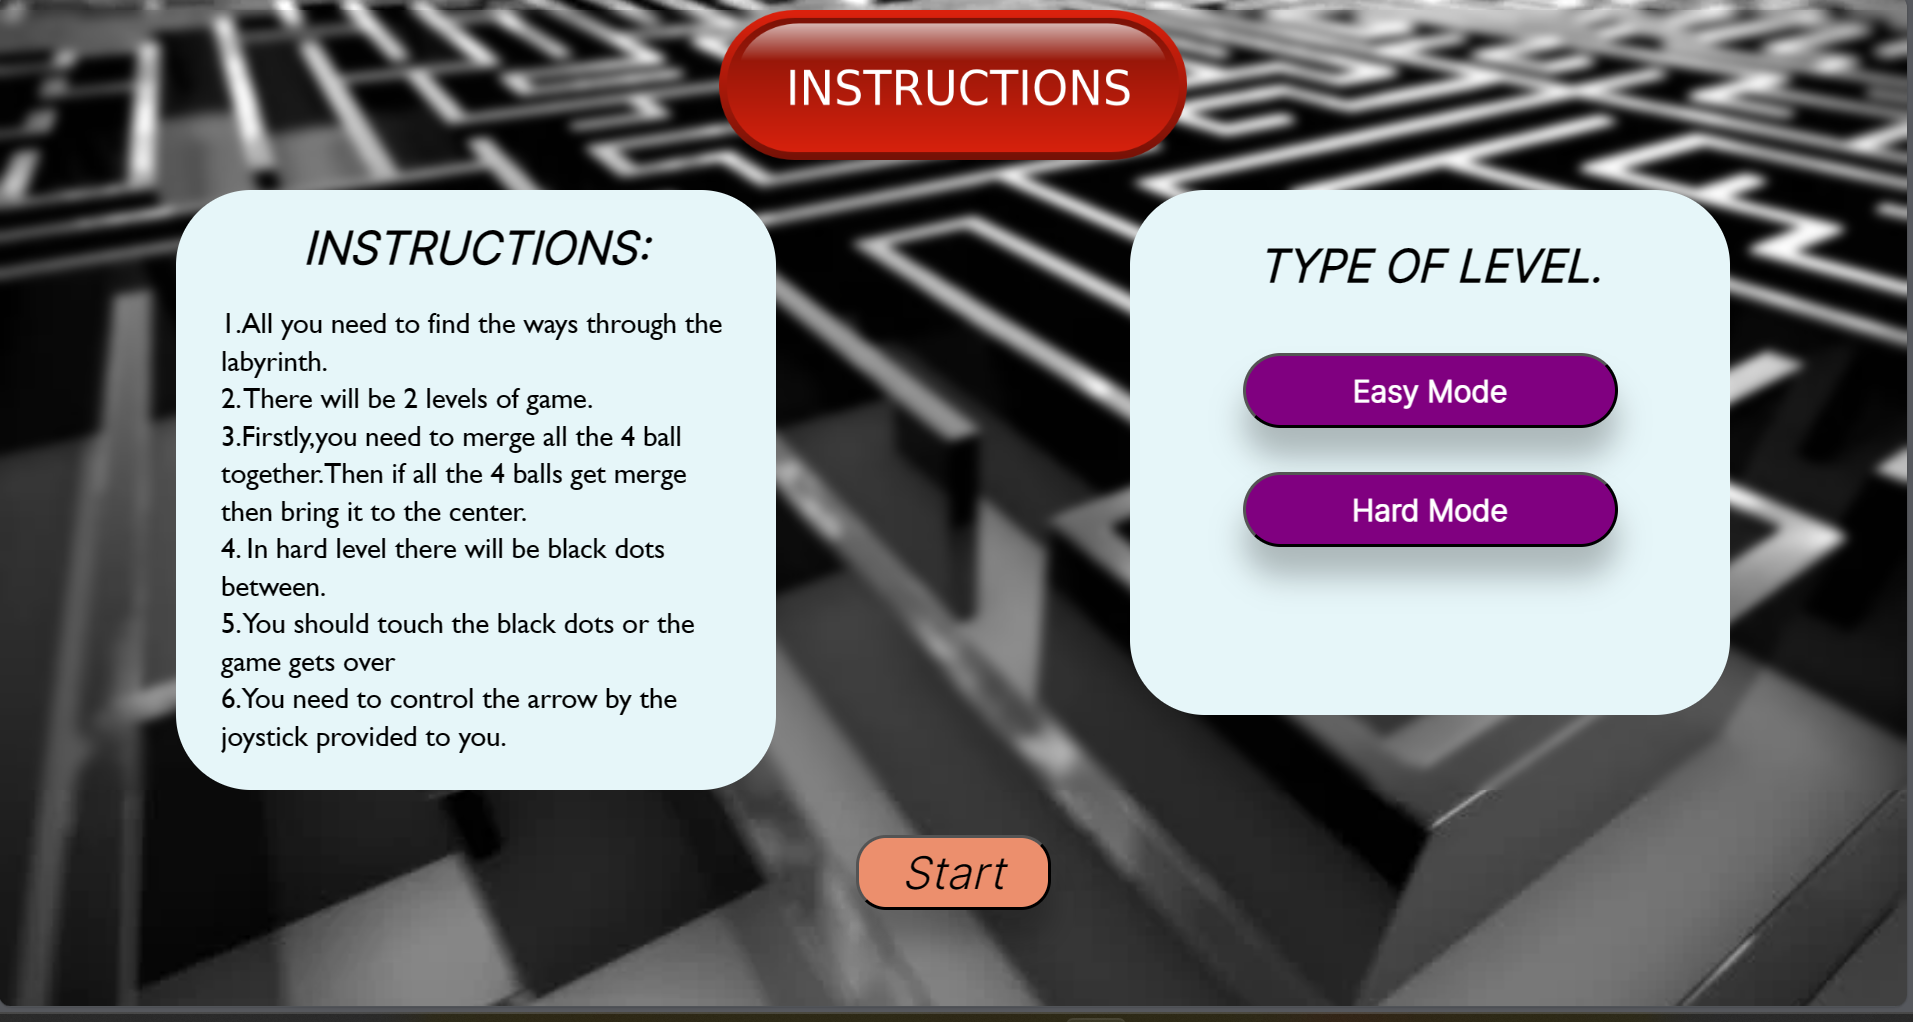 INSTRUCTIONS
INSTRUCTIONS:
1.All you need to find the ways through the
labyrinth.
2.There will be 2 levels of game.
3.Firstly,you need to merge all the 4 ball
together.Then if all the 4 balls get merge
then bring it to the center.
4. In hard level there will be black dots
between.
5.You should touch the black dots or the
game gets over
6.You need to control the arrow by the
joystick provided to you.
TYPE OF LEVEL.
Easy Mode
Hard Mode
Start